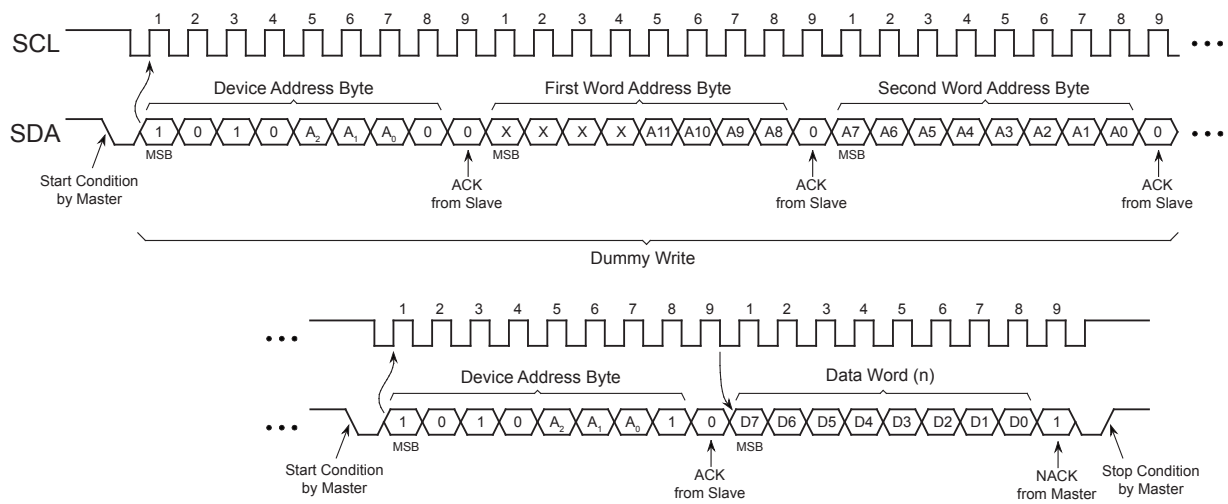 1 2 3 4 5 6 7 8 9 1 2 3 4 5 6 7 8 9 1 2 3 4 5 6 7 8 9
SCL
Device Address Byte First Word Address Byte Second Word Address Byte
SDA 1 0 1 0 A2 A1 A0 0 0 X X X X A11 A10 A9 A8 0 A7 A6 A5 A4 A3 A2 A1 A0 0
MSB MSB MSB
Start Condition
by Master
ACK
from Slave
ACK
from Slave
ACK
from Slave
Dummy Write
1 2 3 4 5 6 7 8 9 1 2 3 4 5 6 7 8 9
Device Address Byte Data Word (n)
1 0 1 0 A2 A1 A0 1 0 D7 D6 D5 D4 D3 D2 D1 D0 1
MSB MSB
Start Condition
by Master
ACK
from Slave
NACK
from Master
Stop Condition
by Master